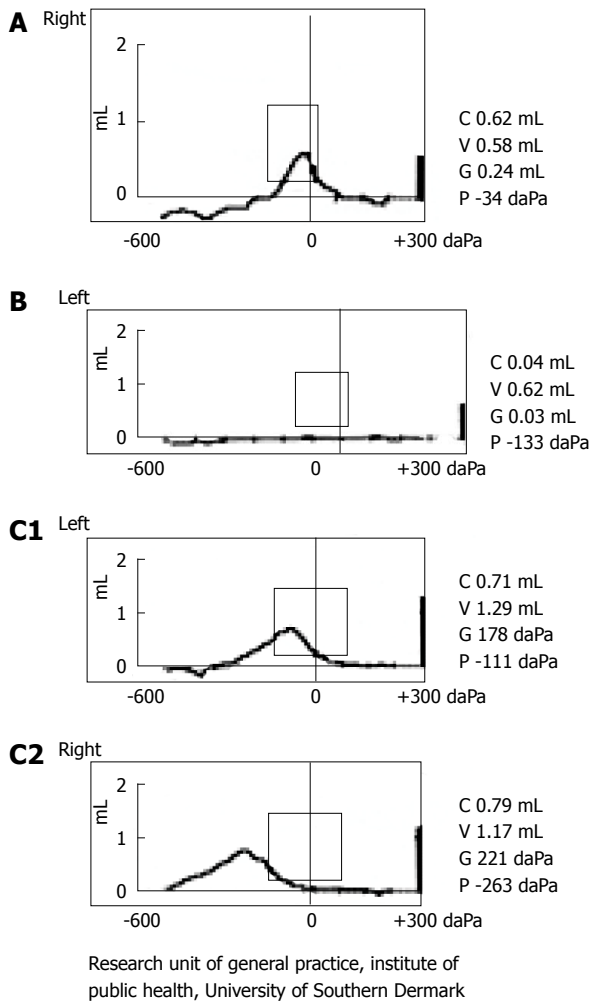 A Right
2
1
0
mL
-600 0 +300 daPa
C 0.62 mL
V 0.58 mL
G 0.24 mL
P -34 daPa
B Left
2
1
0
mL
-600 0 +300 daPa
C 0.04 mL
V 0.62 mL
G 0.03 mL
P -133 daPa
C1 Left
2
1
0
mL
-600 0 +300 daPa
C 0.71 mL
V 1.29 mL
G 178 daPa
P -111 daPa
C2 Right
2
1
0
mL
-600 0 +300 daPa
C 0.79 mL
V 1.17 mL
G 221 daPa
P -263 daPa
Research unit of general practice, institute of
public health, University of Southern Dermark